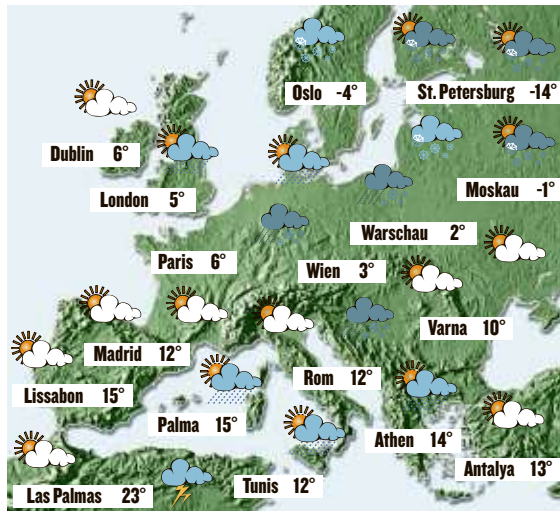 Oslo -4°
St. Petersburg -14°
Dublin 6°
London 5°
Moskau -1°
Warschau 2°
Paris 6°
Wien 3°
Varna 10°
Madrid 12°
Lissabon 15°
Rom 12°
Palma 15°
Athen 14°
Antalya 13°
Las Palmas 23°
Tunis 12°